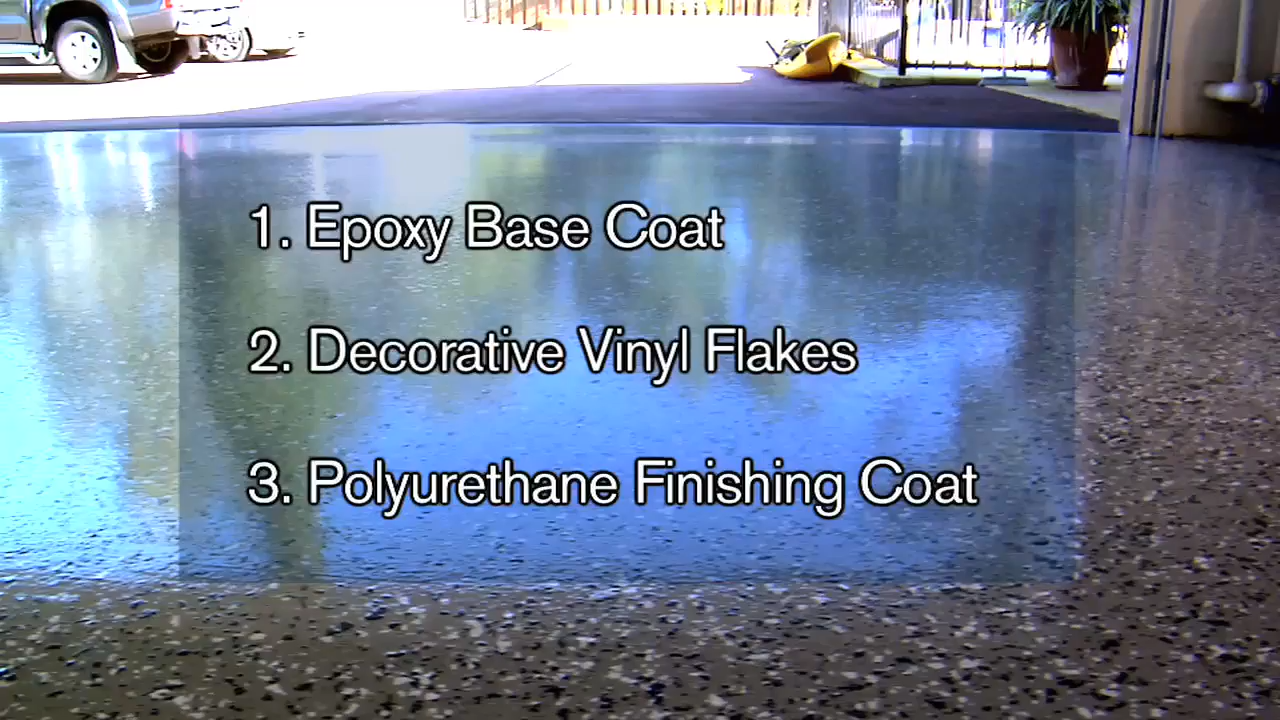 1. Epoxy Base Coat
2. Decorative Vinyl Flakes
3. Polyurethane Finishing Coat